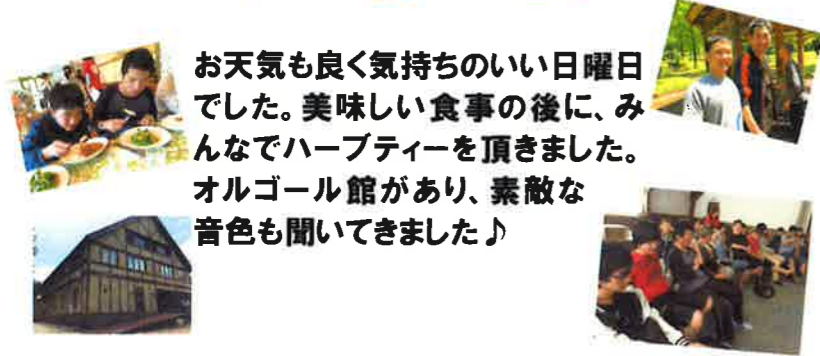 お天気も良く気持ちのいい日曜日
でした。美味しい食事の後に、み
んなでハーブティーを頂きました。
オルゴール館があり、素敵な
音色も聞いてきました♪